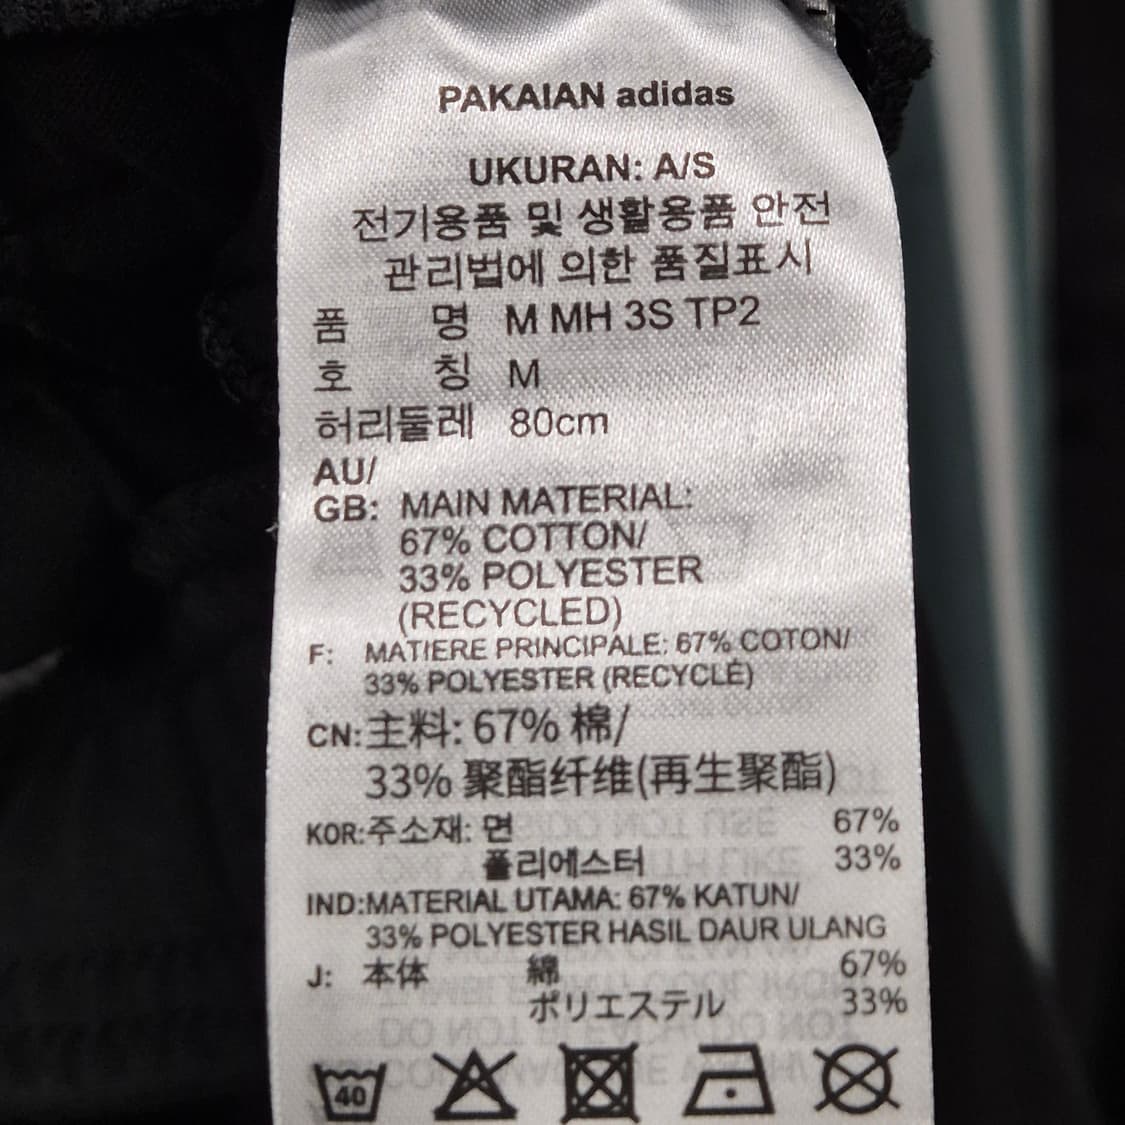 PAKAIAN adidas
UKURAN: A/S
전기용품 및 생활용품 안전
관리법에 의한 품질표시
품 명 M MH 3S TP2
호 칭 M
허리둘레 80cm
AU/
GB: MAIN MATERIAL:
67% COTTON/
33% POLYESTER
(RECYCLED)
F: MATIERE PRINCIPALE: 67% COTON/
33% POLYESTER (RECYCLÉ)
CN:主料: 67% 棉/
33% 聚酯纤维(再生聚酯)
KOR:주소재: 면 67%
폴리에스터 33%
IND:MATERIAL UTAMA: 67% KATUN/
33% POLYESTER HASIL DAUR ULANG
J: 本体 綿 67%
ポリエステル 33%
40